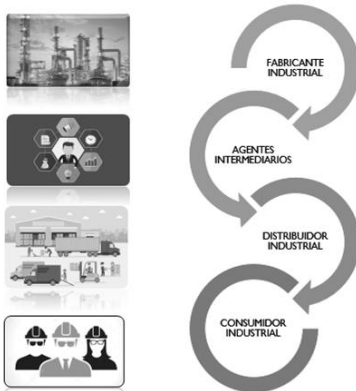 FABRICANTE
INDUSTRIAL
AGENTES
INTERMEDIARIOS
DISTRIBUIDOR
INDUSTRIAL
CONSUMIDOR
INDUSTRIAL